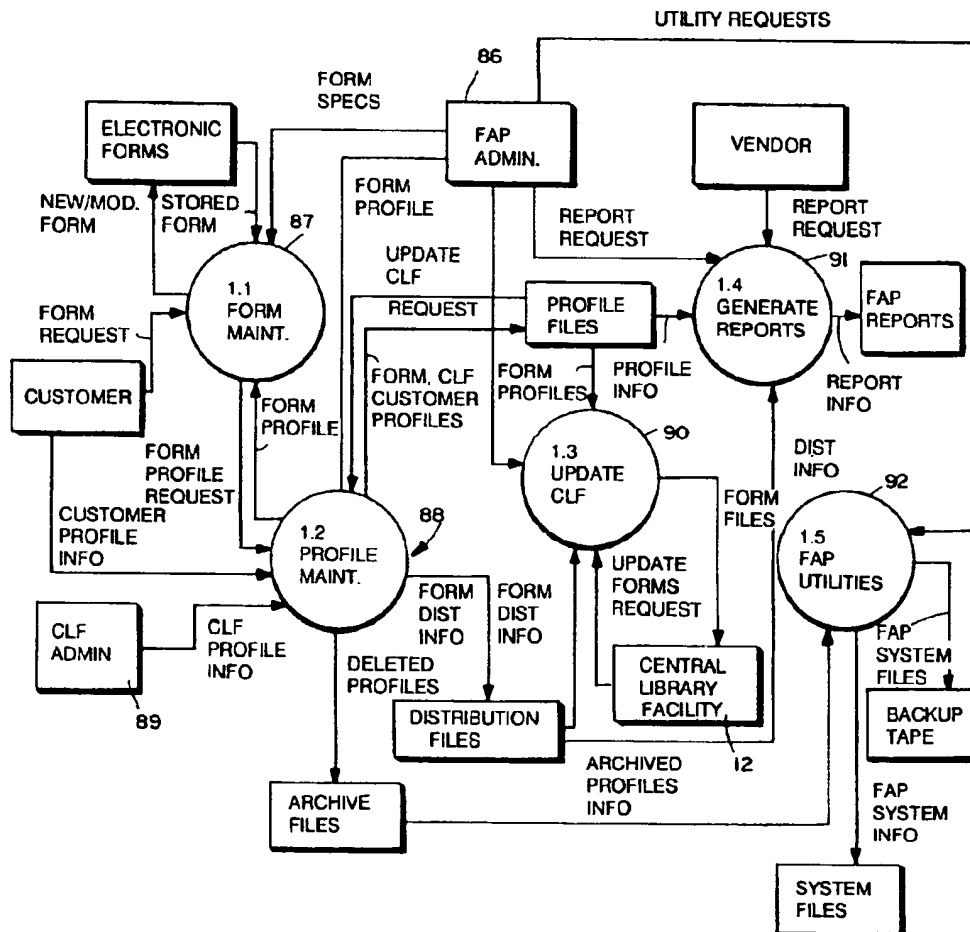 UTILITY REQUESTS
86
FORM
SPECS
ELECTRONIC
FORMS
FAP
ADMIN.
VENDOR
NEW/MOD.
FORM
STORED
FORM
87
FORM
PROFILE
REPORT
REQUEST
REPORT
REQUEST
91
1.1
FORM
MAINT.
UPDATE
CLF
REQUEST
PROFILE
FILES
1.4
GENERATE
REPORTS
FAP
REPORTS
FORM
REQUEST
CUSTOMER
FORM
PROFILE
FORM, CLF
CUSTOMER
PROFILES
FORM
PROFILES
PROFILE
INFO
REPORT
INFO
FORM
PROFILE
REQUEST
90
1.3
UPDATE
CLF
DIST
INFO
92
CUSTOMER
PROFILE
INFO
1.2
PROFILE
MAINT.
88
FORM
FILES
1.5
FAP
UTILITIES
UPDATE
FORMS
REQUEST
CLF
ADMIN
89
CLF
PROFILE
INFO
FORM
DIST
INFO
FORM
DIST
INFO
FAP
SYSTEM
FILES
DELETED
PROFILES
CENTRAL
LIBRARY
FACILITY
12
DISTRIBUTION
FILES
BACKUP
TAPE
ARCHIVED
PROFILES
INFO
ARCHIVE
FILES
FAP
SYSTEM
INFO
SYSTEM
FILES